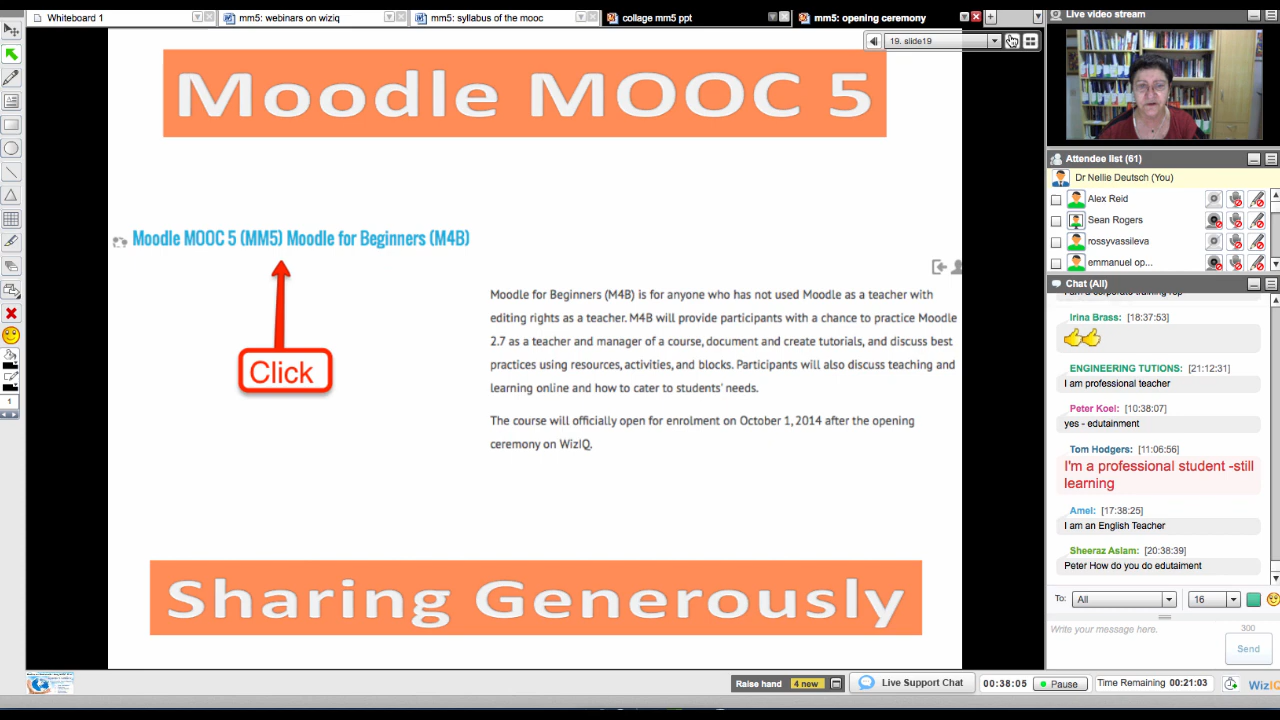 Whiteboard 1
mm5: webinars on wiziq
mm5: syllabus of the mooc
collage mm5 ppt
mm5: opening ceremony
Live video stream
19. slide19
Moodle MOOC 5
Moodle MOOC 5 (MM5) Moodle for Beginners (M4B)
Click
Moodle for Beginners (M4B) is for anyone who has not used Moodle as a teacher with
editing rights as a teacher. M4B will provide participants with a chance to practice Moodle
2.7 as a teacher and manager of a course, document and create tutorials, and discuss best
practices using resources, activities, and blocks. Participants will also discuss teaching and
learning online and how to cater to students' needs.
The course will officially open for enrolment on October 1, 2014 after the opening
ceremony on WizIQ.
Sharing Generously
1
Attendee list (61)
Dr Nellie Deutsch (You)
Alex Reid
Sean Rogers
rossyvassileva
emmanuel op...
Chat (All)
Irina Brass: [18:37:53]
ENGINEERING TUTIONS: [21:12:31]
I am professional teacher
Peter Koel: [10:38:07]
yes - edutainment
Tom Hodgers: [11:06:56]
I'm a professional student -still
learning
Amel: [17:38:25]
I am an English Teacher
Sheeraz Aslam: [20:38:39]
Peter How do you do edutaiment
To: All 16
Write your message here. 300
Send
Raise hand 4 new
Live Support Chat
00:38:05 Pause
Time Remaining 00:21:03